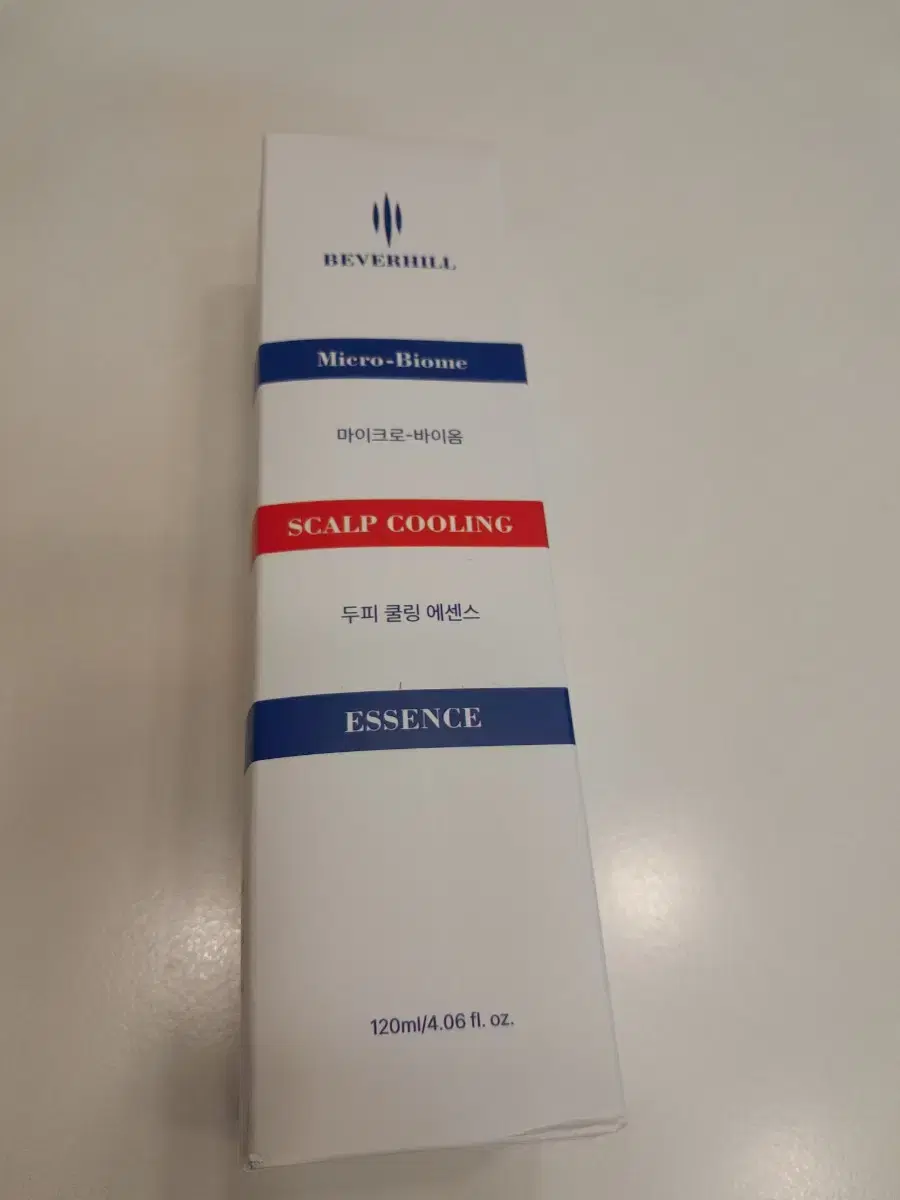 BEVERHILL
Micro-Biome
마이크로-바이옴
SCALP COOLING
두피 쿨링 에센스
ESSENCE
120ml/4.06 fl. oz.